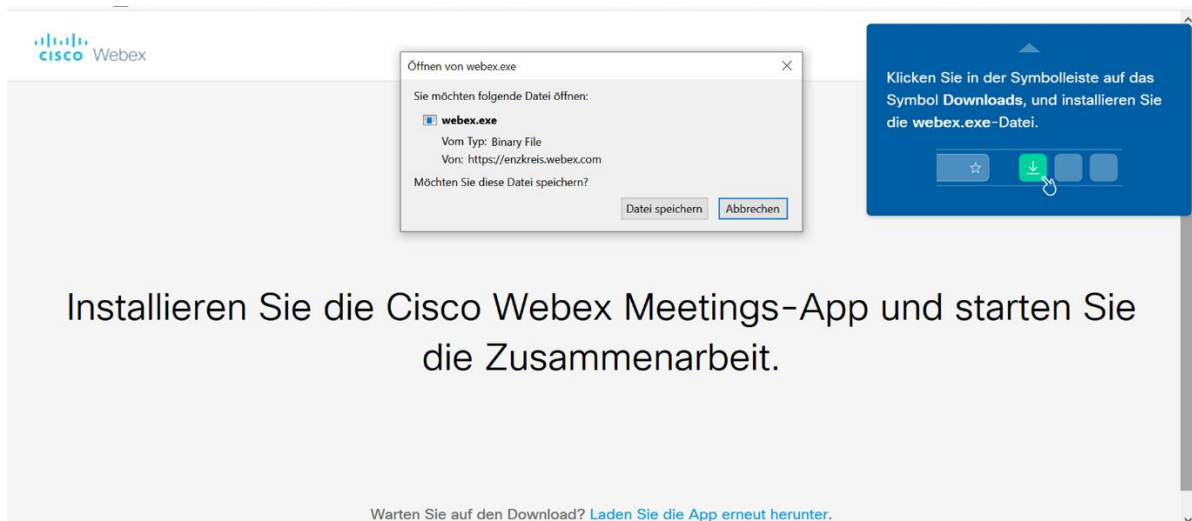 CISCO Webex
Öffnen von webex.exe
Sie möchten folgende Datei öffnen:
webex.exe
Vom Typ: Binary File
Von: https://enzkreis.webex.com
Möchten Sie diese Datei speichern?
Datei speichern Abbrechen
Klicken Sie in der Symbolleiste auf das
Symbol Downloads, und installieren Sie
die webex.exe-Datei.
Installieren Sie die Cisco Webex Meetings-App und starten Sie
die Zusammenarbeit.
Warten Sie auf den Download? Laden Sie die App erneut herunter.